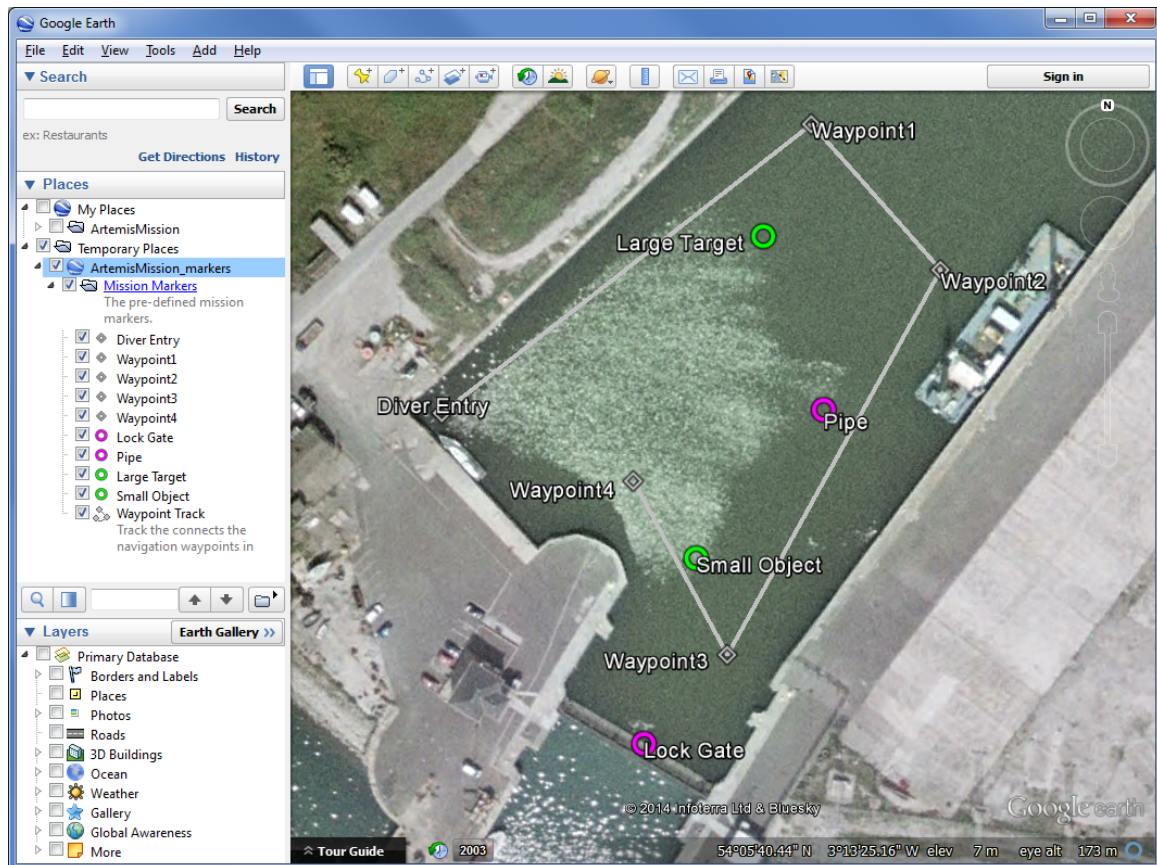 Google Earth
File Edit View Tools Add Help
Search
Sign in
Search
ex: Restaurants
Get Directions History
Places
My Places
ArtemisMission
Temporary Places
ArtemisMission_markers
Mission Markers
The pre-defined mission
markers.
Diver Entry
Waypoint1
Waypoint2
Waypoint3
Waypoint4
Lock Gate
Pipe
Large Target
Small Object
Waypoint Track
Track the connects the
navigation waypoints in
Layers
Earth Gallery >>
Primary Database
Borders and Labels
Places
Photos
Roads
3D Buildings
Ocean
Weather
Gallery
Global Awareness
More
N
Waypoint1
Large Target
Waypoint2
Diver Entry
Pipe
Waypoint4
Small Object
Waypoint3
Lock Gate
© 2014 Infoterra Ltd & Bluesky
Google earth
Tour Guide
2003
54°05'40.44" N 3°13'25.16" W elev 7 m eye alt 173 m